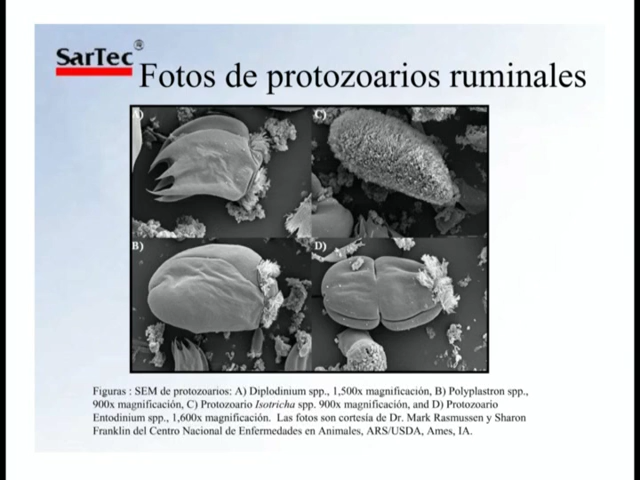 SarTec®
Fotos de protozoarios ruminales
A)
C)
B)
D)
Figuras : SEM de protozoarios: A) Diplodinium spp., 1,500x magnificación, B) Polyplastron spp.,
900x magnificación, C) Protozoario Isotricha spp. 900x magnificación, and D) Protozoario
Entodinium spp., 1,600x magnificación. Las fotos son cortesía de Dr. Mark Rasmussen y Sharon
Franklin del Centro Nacional de Enfermedades en Animales, ARS/USDA, Ames, IA.